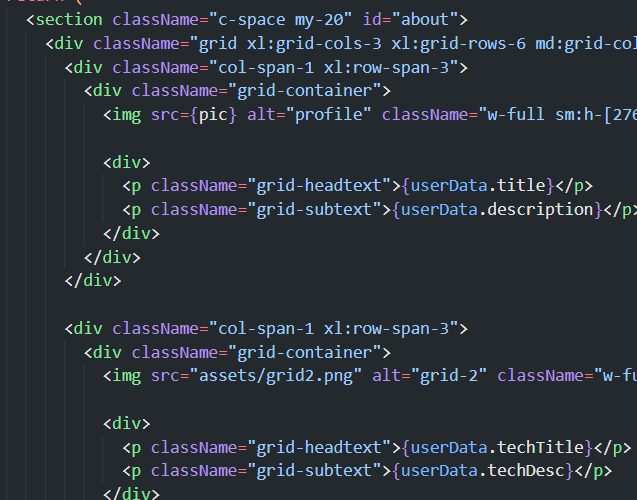 return (
<section className="c-space my-20" id="about">
<div className="grid xl:grid-cols-3 xl:grid-rows-6 md:grid-col
<div className="col-span-1 xl:row-span-3">
<div className="grid-container">
<img src={pic} alt="profile" className="w-full sm:h-[276
<div>
<p className="grid-headtext">{userData.title}</p>
<p className="grid-subtext">{userData.description}</p>
</div>
</div>
</div>
<div className="col-span-1 xl:row-span-3">
<div className="grid-container">
<img src="assets/grid2.png" alt="grid-2" className="w-fu
<div>
<p className="grid-headtext">{userData.techTitle}</p>
<p className="grid-subtext">{userData.techDesc}</p>
</div>